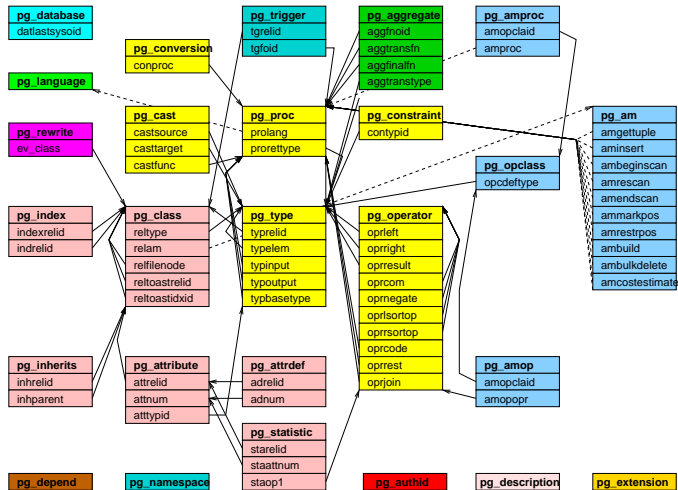 pg_database
datlastsysoid
pg_trigger
tgrelid
tgfoid
pg_aggregate
aggfnoid
aggtransfn
aggfinalfn
aggtranstype
pg_amproc
amopclaid
amproc
pg_conversion
conproc
pg_language
pg_cast
castsource
casttarget
castfunc
pg_proc
prolang
prorettype
pg_constraint
contypid
pg_am
amgettuple
aminsert
ambeginscan
amrescan
amendscan
ammarkpos
amrestrpos
ambuild
ambulkdelete
amcostestimate
pg_rewrite
ev_class
pg_opclass
opcdeftype
pg_index
indexrelid
indrelid
pg_class
reltype
relam
relfilenode
reltoastrelid
reltoastidxid
pg_type
typrelid
typelem
typinput
typoutput
typbasetype
pg_operator
oprleft
oprright
oprresult
oprcom
oprnegate
oprlsortop
oprrsortop
oprcode
oprrest
oprjoin
pg_inherits
inhrelid
inhparent
pg_attribute
attrelid
attnum
atttypid
pg_attrdef
adrelid
adnum
pg_amop
amopclaid
amopopr
pg_statistic
starelid
staattnum
staop1
pg_depend
pg_namespace
pg_authid
pg_description
pg_extension